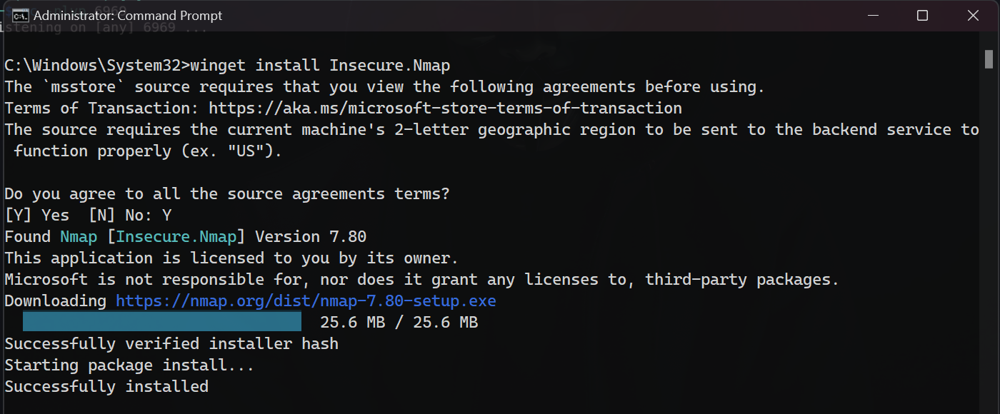 Administrator: Command Prompt
listening on [any] 6969 ...
C:\Windows\System32>winget install Insecure.Nmap
The `msstore` source requires that you view the following agreements before using.
Terms of Transaction: https://aka.ms/microsoft-store-terms-of-transaction
The source requires the current machine's 2-letter geographic region to be sent to the backend service to
 function properly (ex. "US").
Do you agree to all the source agreements terms?
[Y] Yes  [N] No: Y
Found Nmap [Insecure.Nmap] Version 7.80
This application is licensed to you by its owner.
Microsoft is not responsible for, nor does it grant any licenses to, third-party packages.
Downloading https://nmap.org/dist/nmap-7.80-setup.exe
25.6 MB / 25.6 MB
Successfully verified installer hash
Starting package install...
Successfully installed